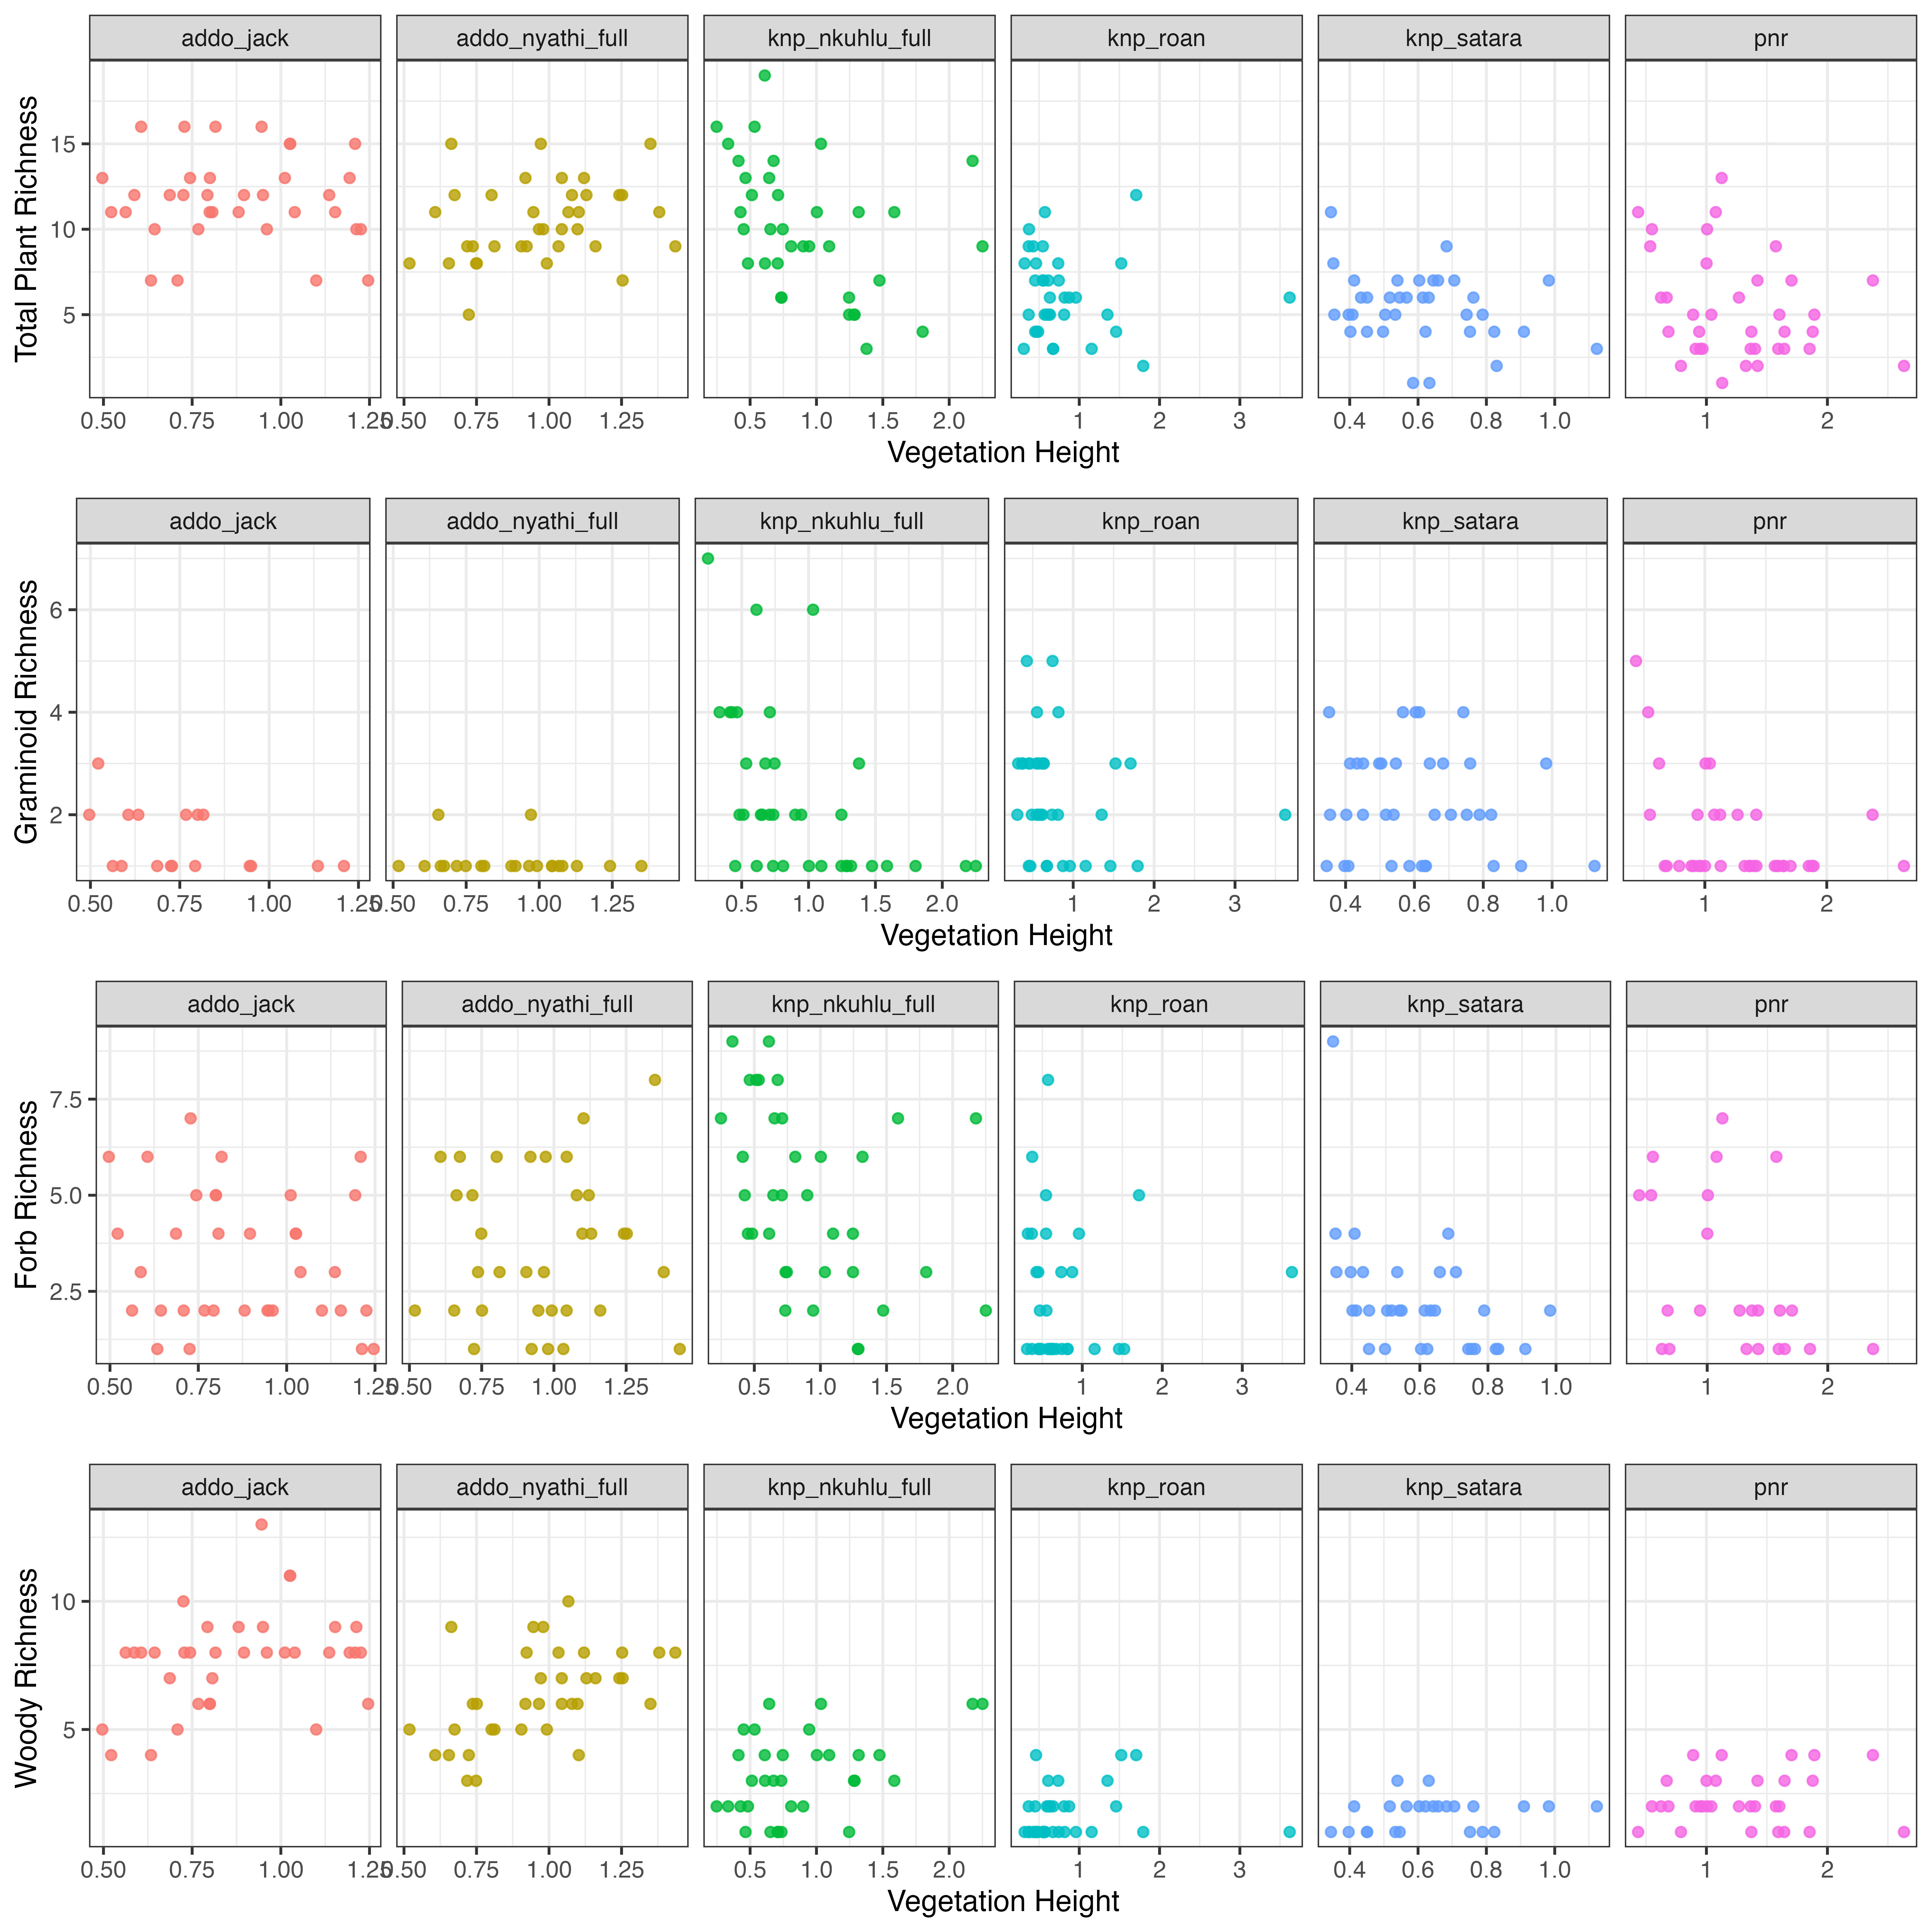 addo_jack addo_nyathi_full knp_nkuhlu_full knp_roan knp_satara pnr
Total Plant Richness
15
10
5
0.50 0.75 1.00 1.25 0.50 0.75 1.00 1.25 0.5 1.0 1.5 2.0 1 2 3 0.4 0.6 0.8 1.0 1 2
Vegetation Height
addo_jack addo_nyathi_full knp_nkuhlu_full knp_roan knp_satara pnr
Graminoid Richness
6
4
2
0.50 0.75 1.00 1.25 0.50 0.75 1.00 1.25 0.5 1.0 1.5 2.0 1 2 3 0.4 0.6 0.8 1.0 1 2
Vegetation Height
addo_jack addo_nyathi_full knp_nkuhlu_full knp_roan knp_satara pnr
Forb Richness
7.5
5.0
2.5
0.50 0.75 1.00 1.25 0.50 0.75 1.00 1.25 0.5 1.0 1.5 2.0 1 2 3 0.4 0.6 0.8 1.0 1 2
Vegetation Height
addo_jack addo_nyathi_full knp_nkuhlu_full knp_roan knp_satara pnr
Woody Richness
10
5
0.50 0.75 1.00 1.25 0.50 0.75 1.00 1.25 0.5 1.0 1.5 2.0 1 2 3 0.4 0.6 0.8 1.0 1 2
Vegetation Height